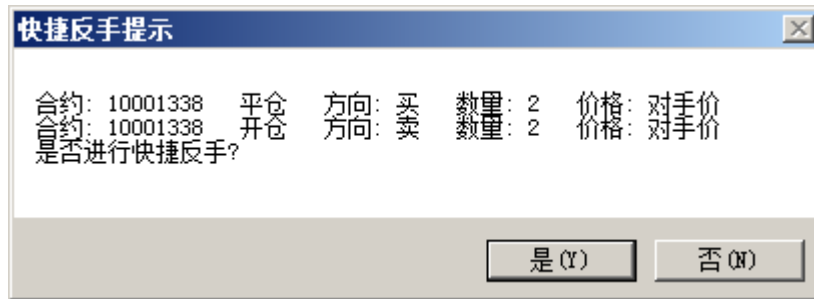 快捷反手提示
合约: 10001338 平仓 方向: 买 数量: 2 价格: 对手价
合约: 10001338 开仓 方向: 卖 数量: 2 价格: 对手价
是否进行快捷反手?
是(Y) 否(N)